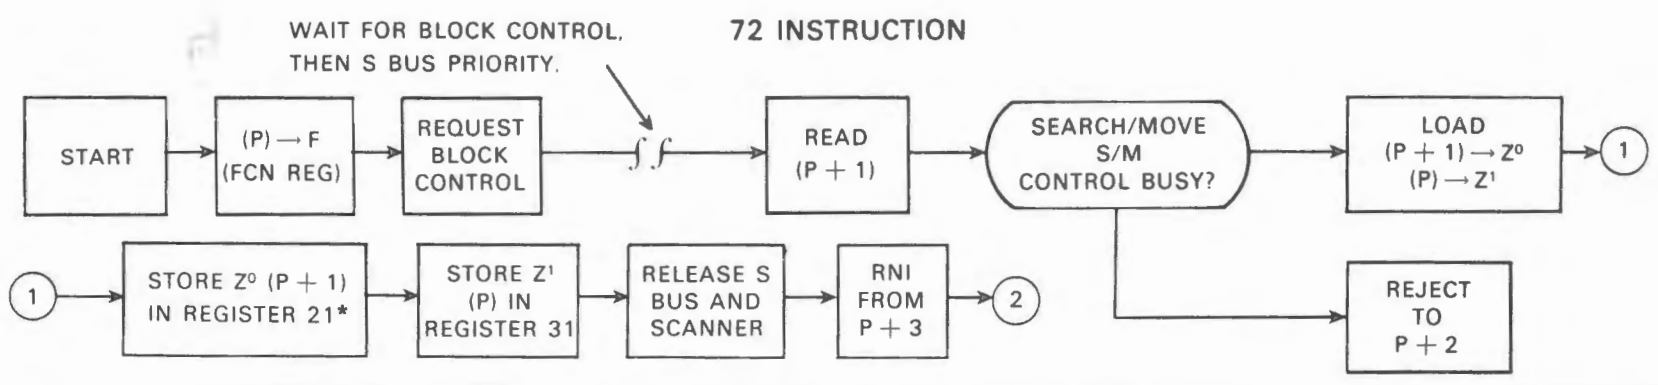 WAIT FOR BLOCK CONTROL,
THEN S BUS PRIORITY.
72 INSTRUCTION
START
(P) → F
(FCN REG)
REQUEST
BLOCK
CONTROL
READ
(P + 1)
SEARCH/MOVE
S/M
CONTROL BUSY?
LOAD
(P + 1) → Z⁰
(P) → Z¹
1
1
STORE Z⁰ (P + 1)
IN REGISTER 21*
STORE Z¹
(P) IN
REGISTER 31
RELEASE S
BUS AND
SCANNER
RNI
FROM
P + 3
2
REJECT
TO
P + 2